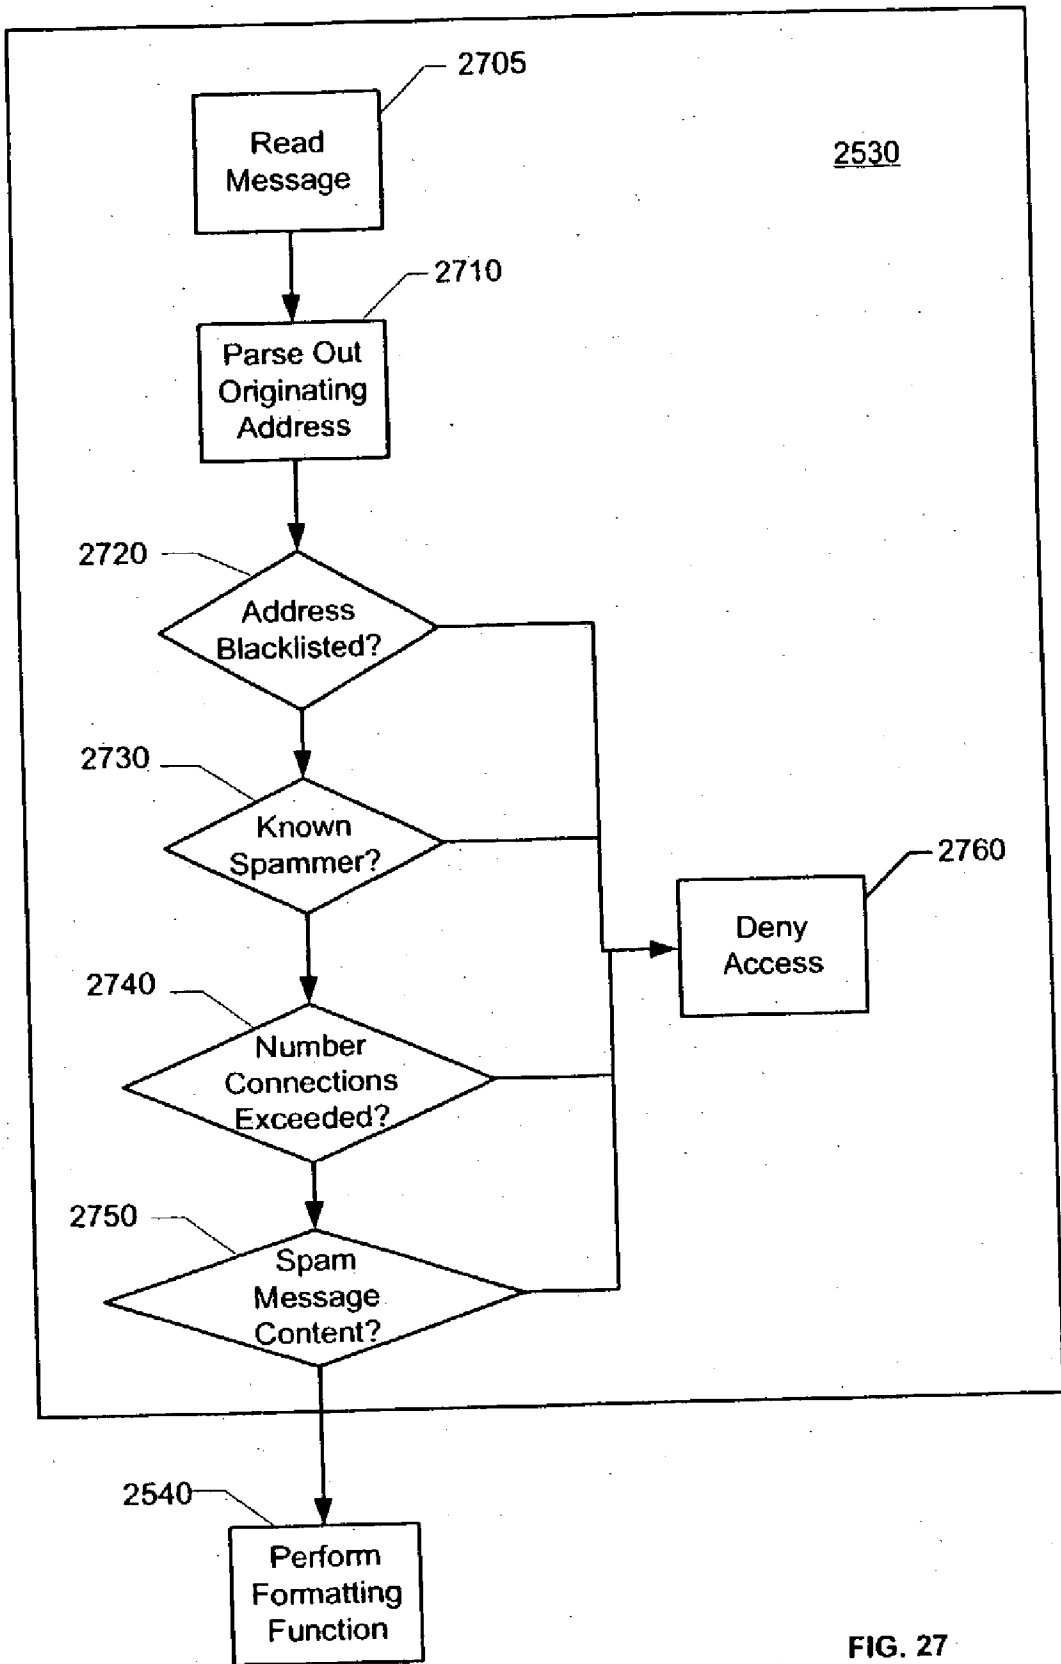 2705
Read
Message
2530
2710
Parse Out
Originating
Address
2720
Address
Blacklisted?
2730
Known
Spammer?
2760
Deny
Access
2740
Number
Connections
Exceeded?
2750
Spam
Message
Content?
2540
Perform
Formatting
Function
FIG. 27